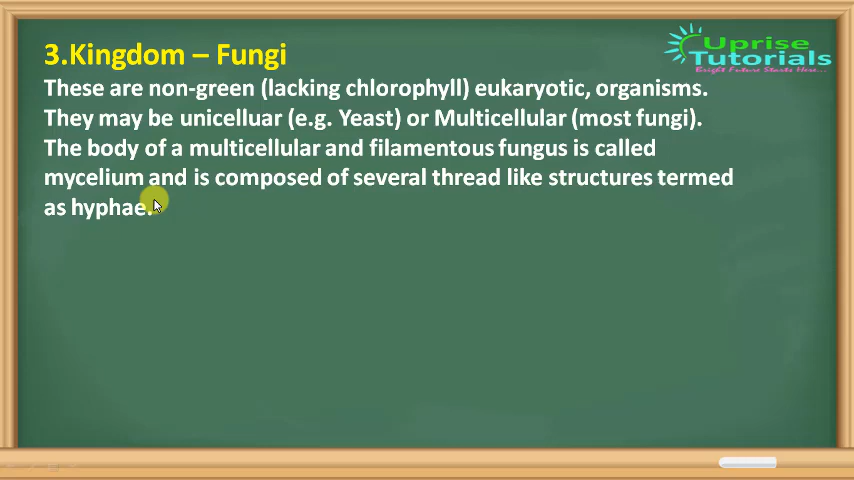 3.Kingdom – Fungi
Uprise
Tutorials
Bright Future Starts Here...
These are non-green (lacking chlorophyll) eukaryotic, organisms.
They may be unicelluar (e.g. Yeast) or Multicellular (most fungi).
The body of a multicellular and filamentous fungus is called
mycelium and is composed of several thread like structures termed
as hyphae.